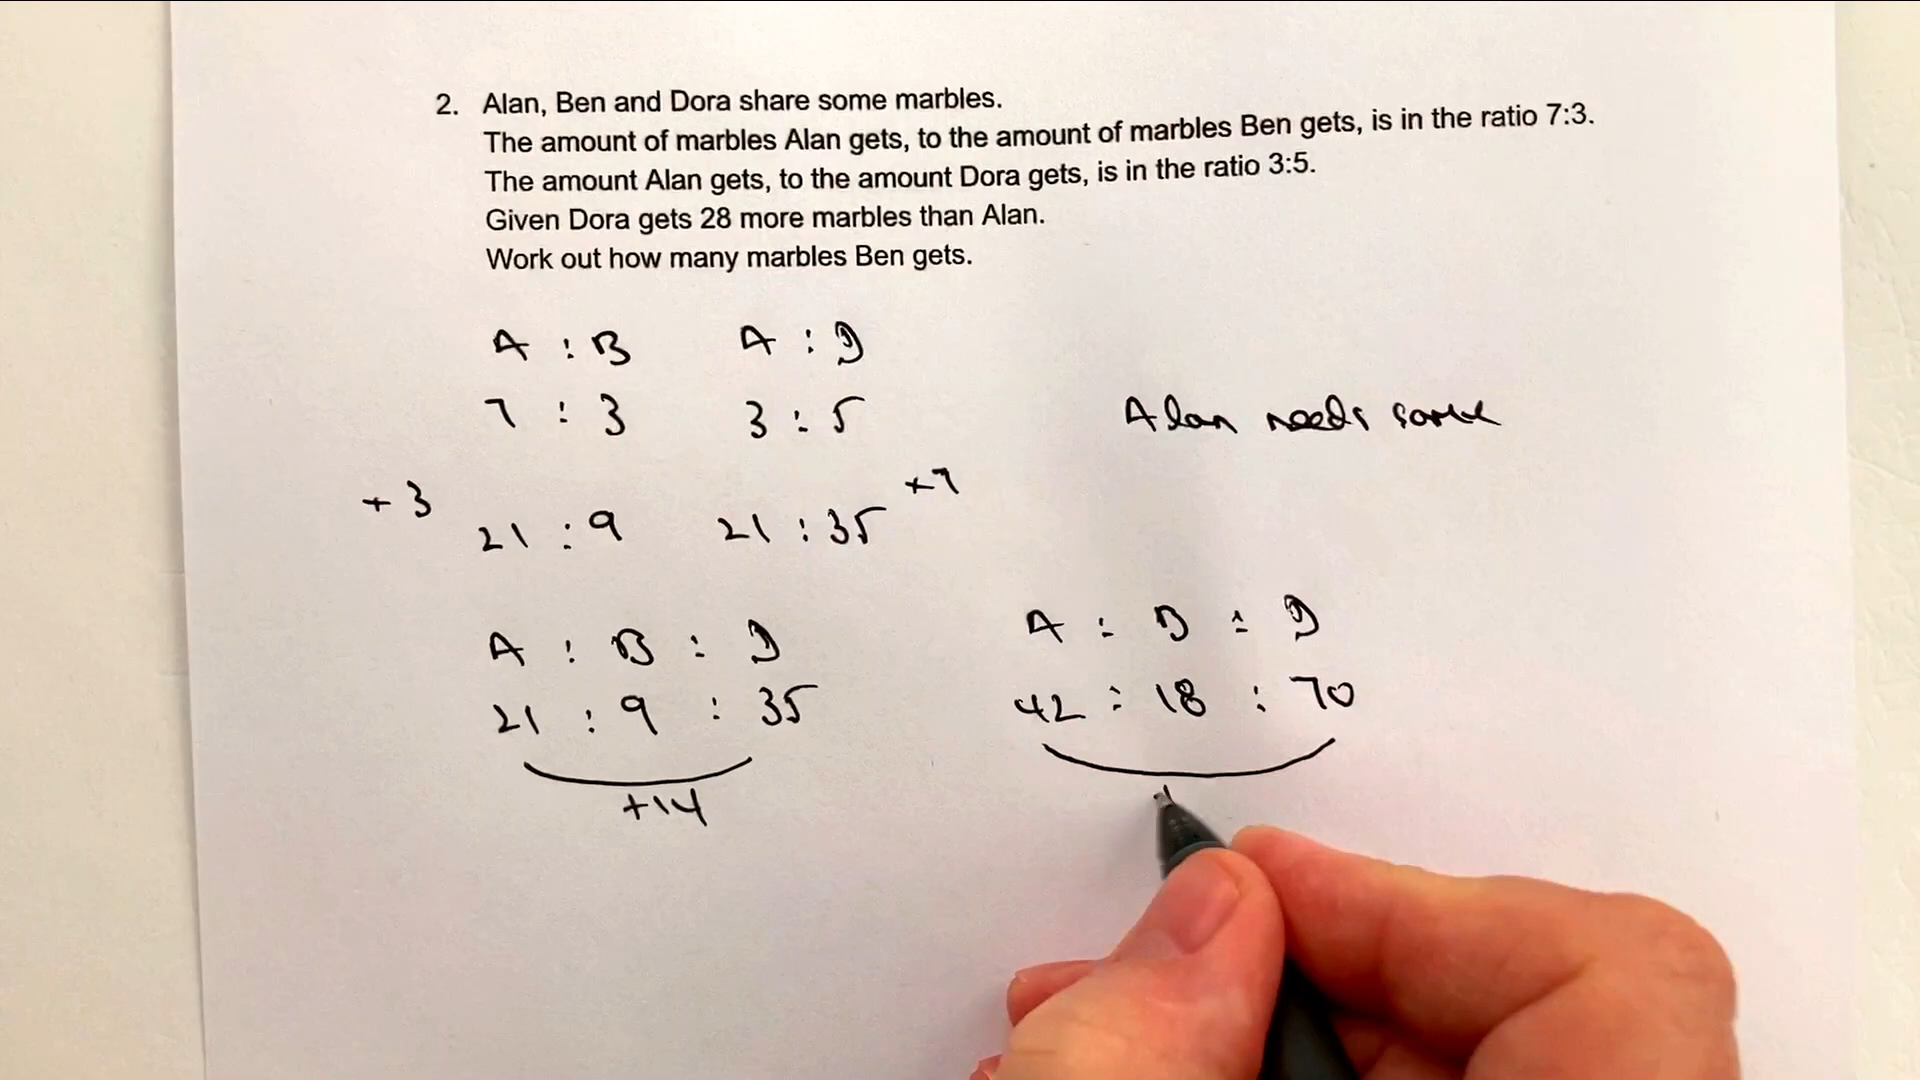 2. Alan, Ben and Dora share some marbles.
The amount of marbles Alan gets, to the amount of marbles Ben gets, is in the ratio 7:3.
The amount Alan gets, to the amount Dora gets, is in the ratio 3:5.
Given Dora gets 28 more marbles than Alan.
Work out how many marbles Ben gets.
A : B A : D
7 : 3 3 : 5
Alan needs same
×3 21 : 9 21 : 35 ×7
A : B : D
21 : 9 : 35
+14
A : B : D
42 : 18 : 70